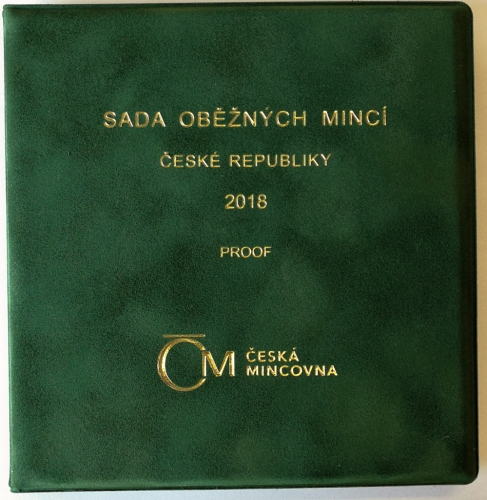 SADA OBĚŽNÝCH MINCÍ
ČESKÉ REPUBLIKY
2018
PROOF
ČM ČESKÁ
MINCOVNA